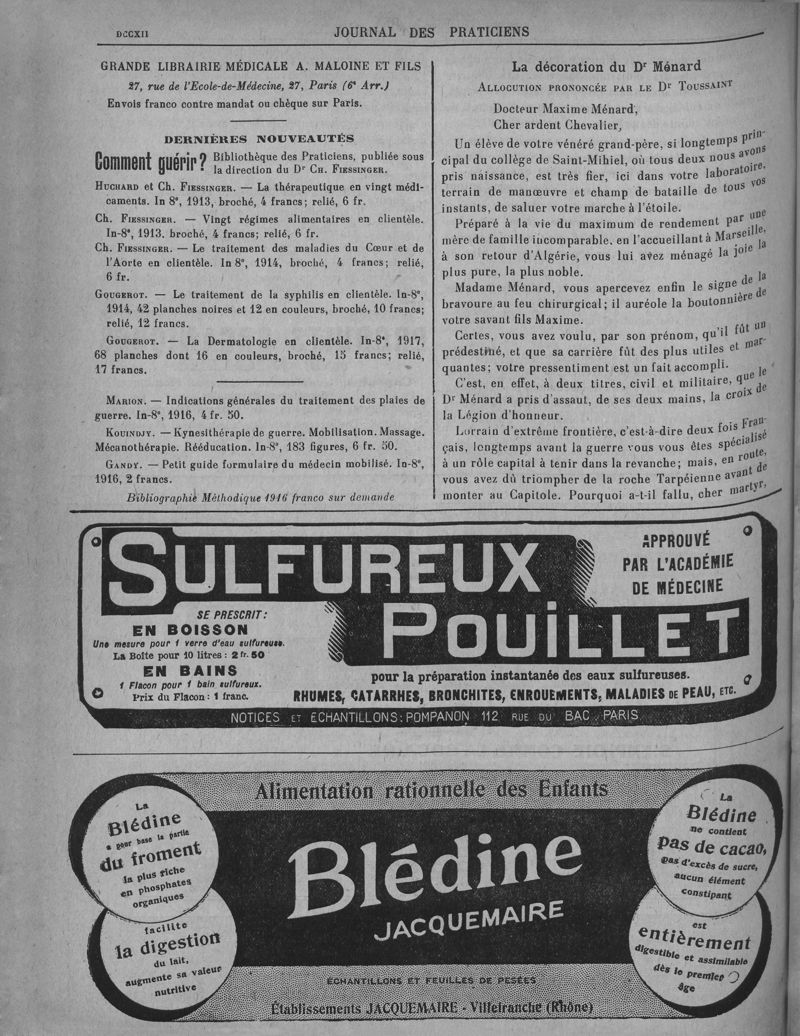 DCCXII
JOURNAL DES PRATICIENS
GRANDE LIBRAIRIE MÉDICALE A. MALOINE ET FILS
27, rue de l'Ecole-de-Médecine, 27, Paris (6e Arr.)
Envois franco contre mandat ou chèque sur Paris.
DERNIÈRES NOUVEAUTÉS
Comment guérir? Bibliothèque des Praticiens, publiée sous
la direction du Dr CH. FIESSINGER.
HUCHARD et Ch. FIESSINGER. — La thérapeutique en vingt médi-
caments. In 8°, 1913, broché, 4 francs; relié, 6 fr.
Ch. FIESSINGER. — Vingt régimes alimentaires en clientèle.
In-8°, 1913. broché, 4 francs; relié, 6 fr.
Ch. FIESSINGER. — Le traitement des maladies du Cœur et de
l'Aorte en clientèle. In 8°, 1914, broché, 4 francs; relié,
6 fr.
GOUGEROT. — Le traitement de la syphilis en clientèle. In-8°,
1914, 42 planches noires et 12 en couleurs, broché, 10 francs;
relié, 12 francs.
GOUGEROT. — La Dermatologie en clientèle. In-8°, 1917,
68 planches dont 16 en couleurs, broché, 15 francs; relié,
17 francs.
MARION. — Indications générales du traitement des plaies de
guerre. In-8°, 1916, 4 fr. 50.
KOUINDJY. — Kynesithérapie de guerre. Mobilisation. Massage.
Mécanothérapie. Rééducation. In-8°, 183 figures, 6 fr. 50.
GANDY. — Petit guide formulaire du médecin mobilisé. In-8°,
1916, 2 francs.
Bibliographie Méthodique 1916 franco sur demande
La décoration du Dr Ménard
ALLOCUTION PRONONCÉE PAR LE Dr TOUSSAINT
Docteur Maxime Ménard,
Cher ardent Chevalier,
Un élève de votre vénéré grand-père, si longtemps prin-
cipal du collège de Saint-Mihiel, où tous deux nous avons
pris naissance, est très fier, ici dans votre laboratoire,
terrain de manœuvre et champ de bataille de tous vos
instants, de saluer votre marche à l'étoile.
Préparé à la vie du maximum de rendement par une
mère de famille incomparable, en l'accueillant à Marseille,
à son retour d'Algérie, vous lui avez ménagé la joie la
plus pure, la plus noble.
Madame Ménard, vous apercevez enfin le signe de la
bravoure au feu chirurgical; il auréole la boutonnière de
votre savant fils Maxime.
Certes, vous avez voulu, par son prénom, qu'il fût un
prédestiné, et que sa carrière fût des plus utiles et mar-
quantes; votre pressentiment est un fait accompli.
C'est, en effet, à deux titres, civil et militaire, que le
Dr Ménard a pris d'assaut, de ses deux mains, la croix de
la Légion d'honneur.
Lorrain d'extrême frontière, c'est-à-dire deux fois Fran-
çais, longtemps avant la guerre vous vous êtes spécialisé
à un rôle capital à tenir dans la revanche; mais, en route,
vous avez dû triompher de la roche Tarpéienne avant de
monter au Capitole. Pourquoi a-t-il fallu, cher martyr,
SULFUREUX
POUILLET
APPROUVÉ
PAR L'ACADÉMIE
DE MÉDECINE
SE PRESCRIT:
EN BOISSON
Une mesure pour 1 verre d'eau sulfureuse.
La Boîte pour 10 litres : 2 fr. 50
EN BAINS
1 Flacon pour 1 bain sulfureux.
Prix du Flacon : 1 franc.
pour la préparation instantanée des eaux sulfureuses.
RHUMES, CATARRHES, BRONCHITES, ENROUEMENTS, MALADIES DE PEAU, ETC.
NOTICES ET ÉCHANTILLONS : POMPANON, 112 RUE DU BAC, PARIS
Alimentation rationnelle des Enfants
La
Blédine
a pour base la partie
du froment
la plus riche
en phosphates
organiques
facilite
la digestion
du lait,
augmente sa valeur
nutritive
Blédine
JACQUEMAIRE
La
Blédine
ne contient
pas de cacao,
pas d'excès de sucre,
aucun élément
constipant
est
entièrement
digestible et assimilable
dès le premier
âge
ÉCHANTILLONS ET FEUILLES DE PESÉES
Établissements JACQUEMAIRE - Villefranche (Rhône)